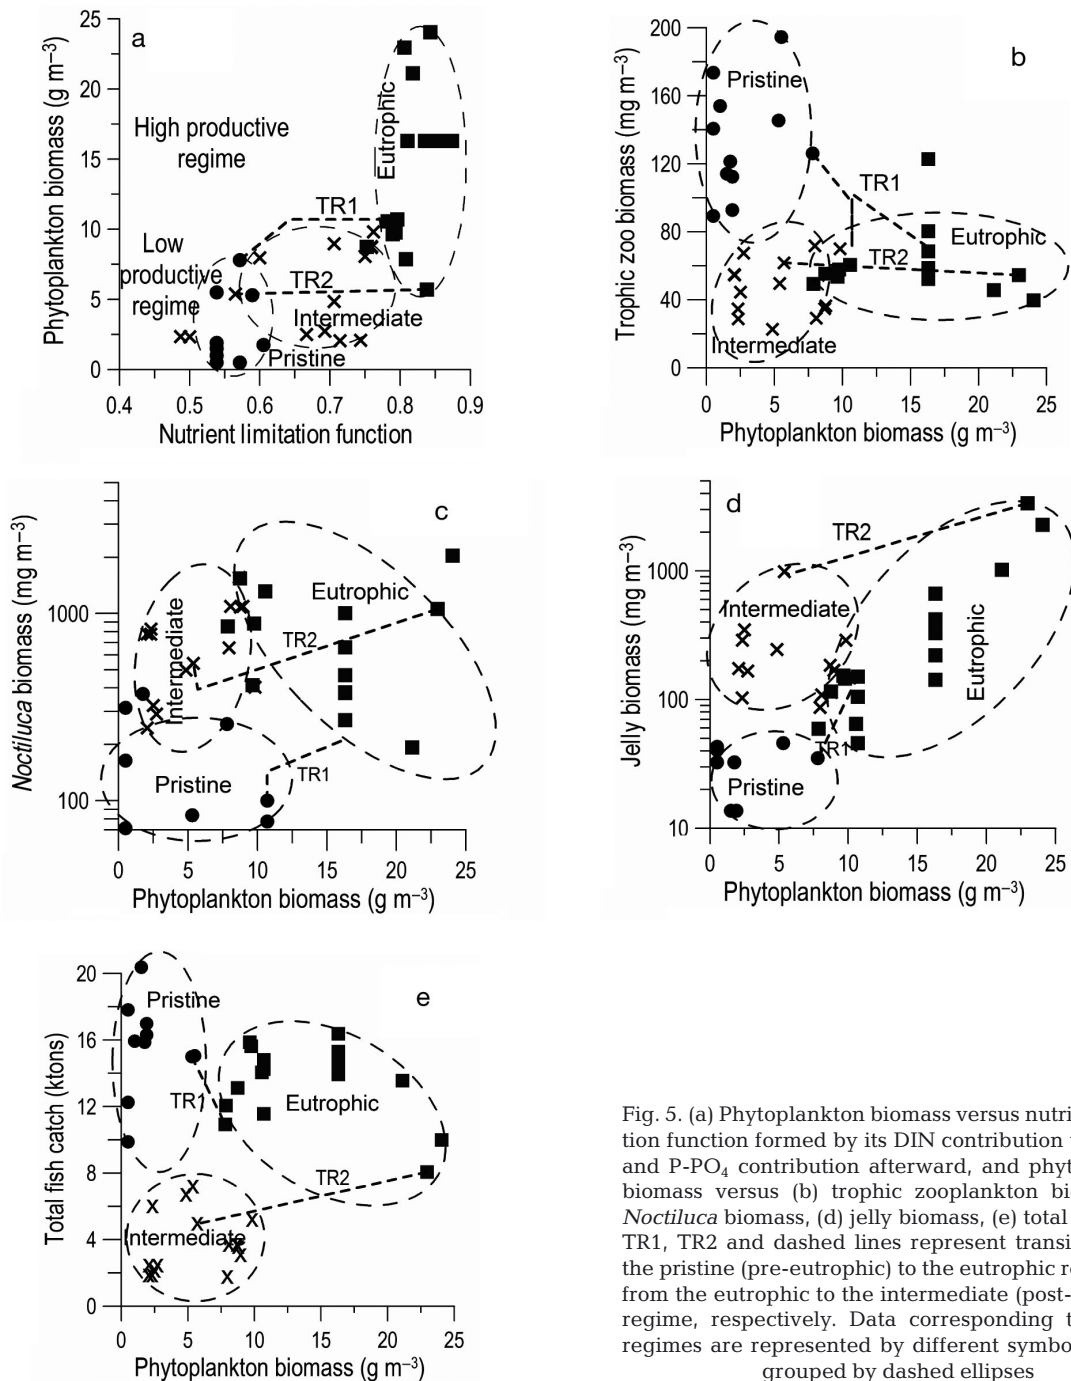 a
Phytoplankton biomass (g m–3)
25
20
15
10
5
0
High productive
regime
Low
productive
regime
Eutrophic
TR1
TR2
Intermediate
Pristine
0.4 0.5 0.6 0.7 0.8 0.9
Nutrient limitation function
b
Trophic zoo biomass (mg m–3)
200
160
120
80
40
0
Pristine
TR1
TR2
Eutrophic
Intermediate
0 5 10 15 20 25
Phytoplankton biomass (g m–3)
c
Noctiluca biomass (mg m–3)
1000
100
Intermediate
Eutrophic
TR2
Pristine
TR1
0 5 10 15 20 25
Phytoplankton biomass (g m–3)
d
Jelly biomass (mg m–3)
1000
100
10
TR2
Intermediate
Eutrophic
TR1
Pristine
0 5 10 15 20 25
Phytoplankton biomass (g m–3)
e
Total fish catch (ktons)
20
16
12
8
4
0
Pristine
TR1
Eutrophic
TR2
Intermediate
0 5 10 15 20 25
Phytoplankton biomass (g m–3)
Fig. 5. (a) Phytoplankton biomass versus nutri
tion function formed by its DIN contribution
and P-PO4 contribution afterward, and phyt
biomass versus (b) trophic zooplankton bi
Noctiluca biomass, (d) jelly biomass, (e) total
TR1, TR2 and dashed lines represent transi
the pristine (pre-eutrophic) to the eutrophic re
from the eutrophic to the intermediate (post-
regime, respectively. Data corresponding t
regimes are represented by different symbo
grouped by dashed ellipses